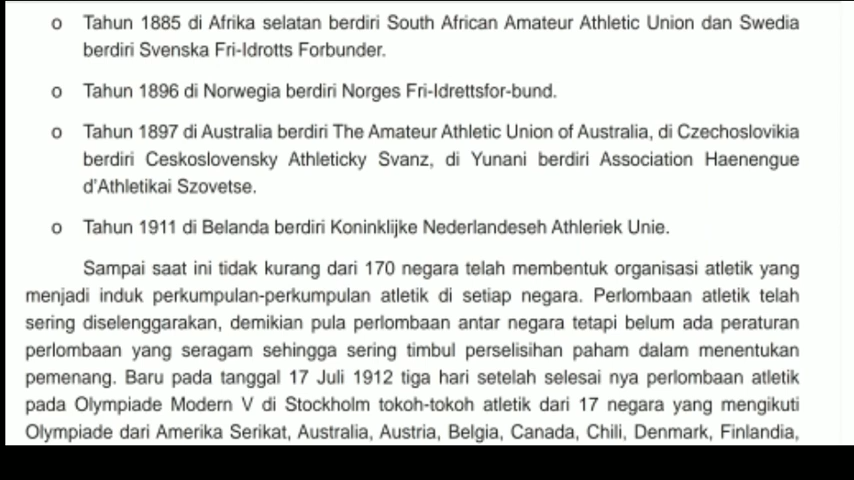 o Tahun 1885 di Afrika selatan berdiri South African Amateur Athletic Union dan Swedia
berdiri Svenska Fri-Idrotts Forbunder.
o Tahun 1896 di Norwegia berdiri Norges Fri-Idrettsfor-bund.
o Tahun 1897 di Australia berdiri The Amateur Athletic Union of Australia, di Czechoslovikia
berdiri Ceskoslovensky Athleticky Svanz, di Yunani berdiri Association Haenengue
d'Athletikai Szovetse.
o Tahun 1911 di Belanda berdiri Koninklijke Nederlandeseh Athleriek Unie.
Sampai saat ini tidak kurang dari 170 negara telah membentuk organisasi atletik yang
menjadi induk perkumpulan-perkumpulan atletik di setiap negara. Perlombaan atletik telah
sering diselenggarakan, demikian pula perlombaan antar negara tetapi belum ada peraturan
perlombaan yang seragam sehingga sering timbul perselisihan paham dalam menentukan
pemenang. Baru pada tanggal 17 Juli 1912 tiga hari setelah selesai nya perlombaan atletik
pada Olympiade Modern V di Stockholm tokoh-tokoh atletik dari 17 negara yang mengikuti
Olympiade dari Amerika Serikat, Australia, Austria, Belgia, Canada, Chili, Denmark, Finlandia,